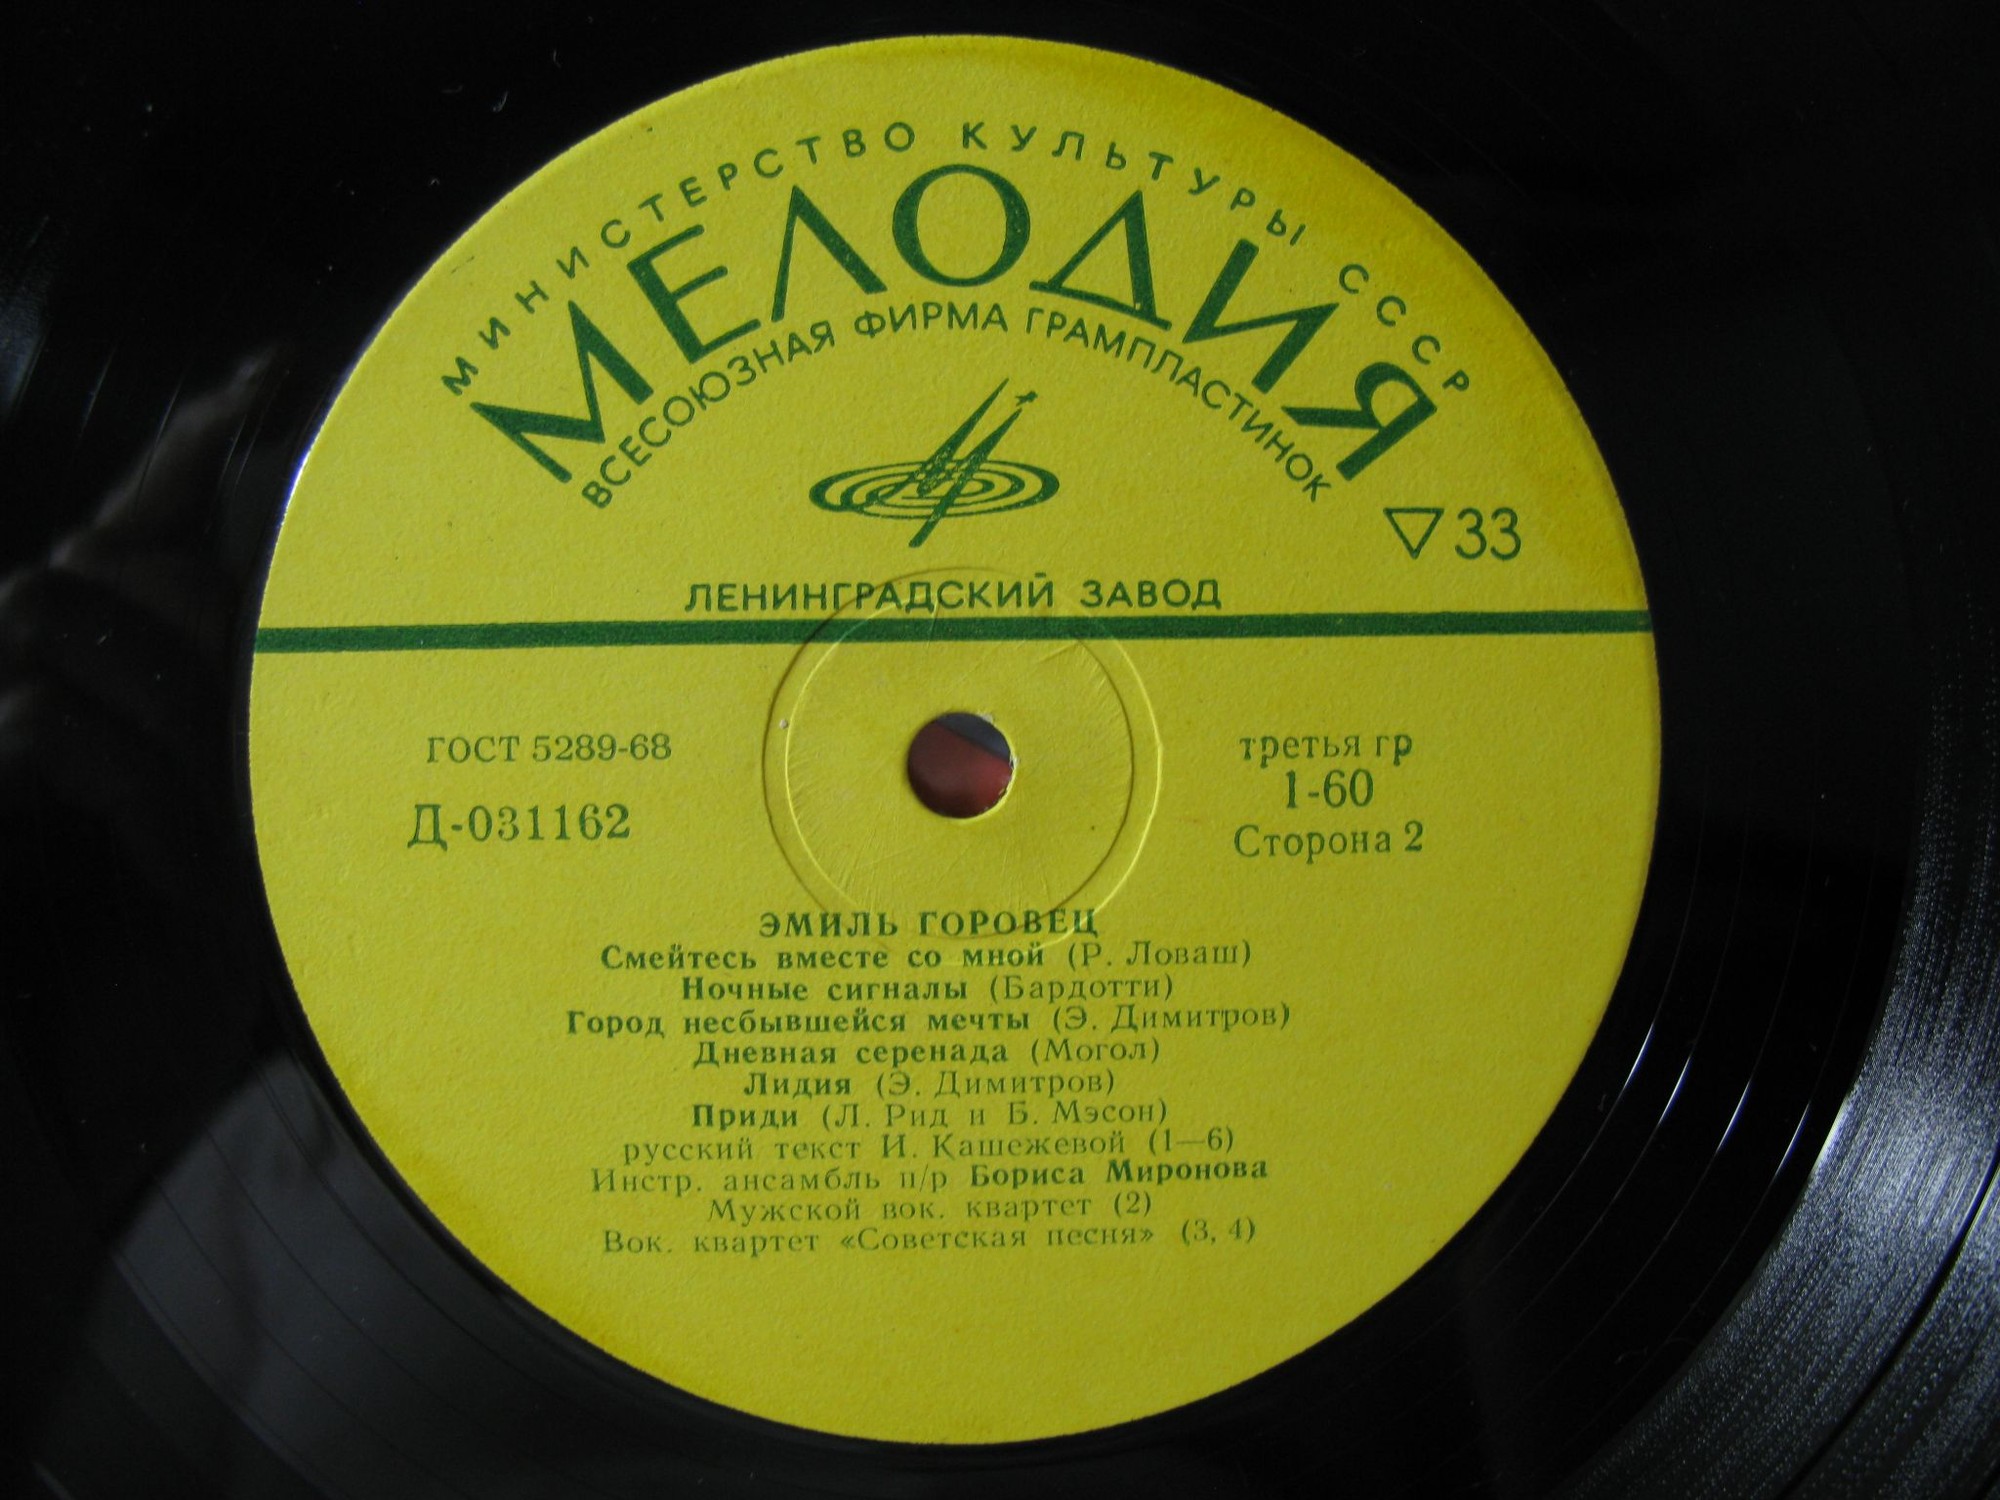 МИНИСТЕРСТВО КУЛЬТУРЫ СССР
МЕЛОДИЯ
ВСЕСОЮЗНАЯ ФИРМА ГРАМПЛАСТИНОК
33
ЛЕНИНГРАДСКИЙ ЗАВОД
ГОСТ 5289-68
Д-031162
третья гр
1-60
Сторона 2
ЭМИЛЬ ГОРОВЕЦ
Смейтесь вместе со мной (Р. Ловаш)
Ночные сигналы (Бардотти)
Город несбывшейся мечты (Э. Димитров)
Дневная серенада (Могол)
Лидия (Э. Димитров)
Приди (Л. Рид и Б. Мэсон)
русский текст И. Кашежевой (1—6)
Инстр. ансамбль п/р Бориса Миронова
Мужской вок. квартет (2)
Вок. квартет «Советская песня» (3, 4)